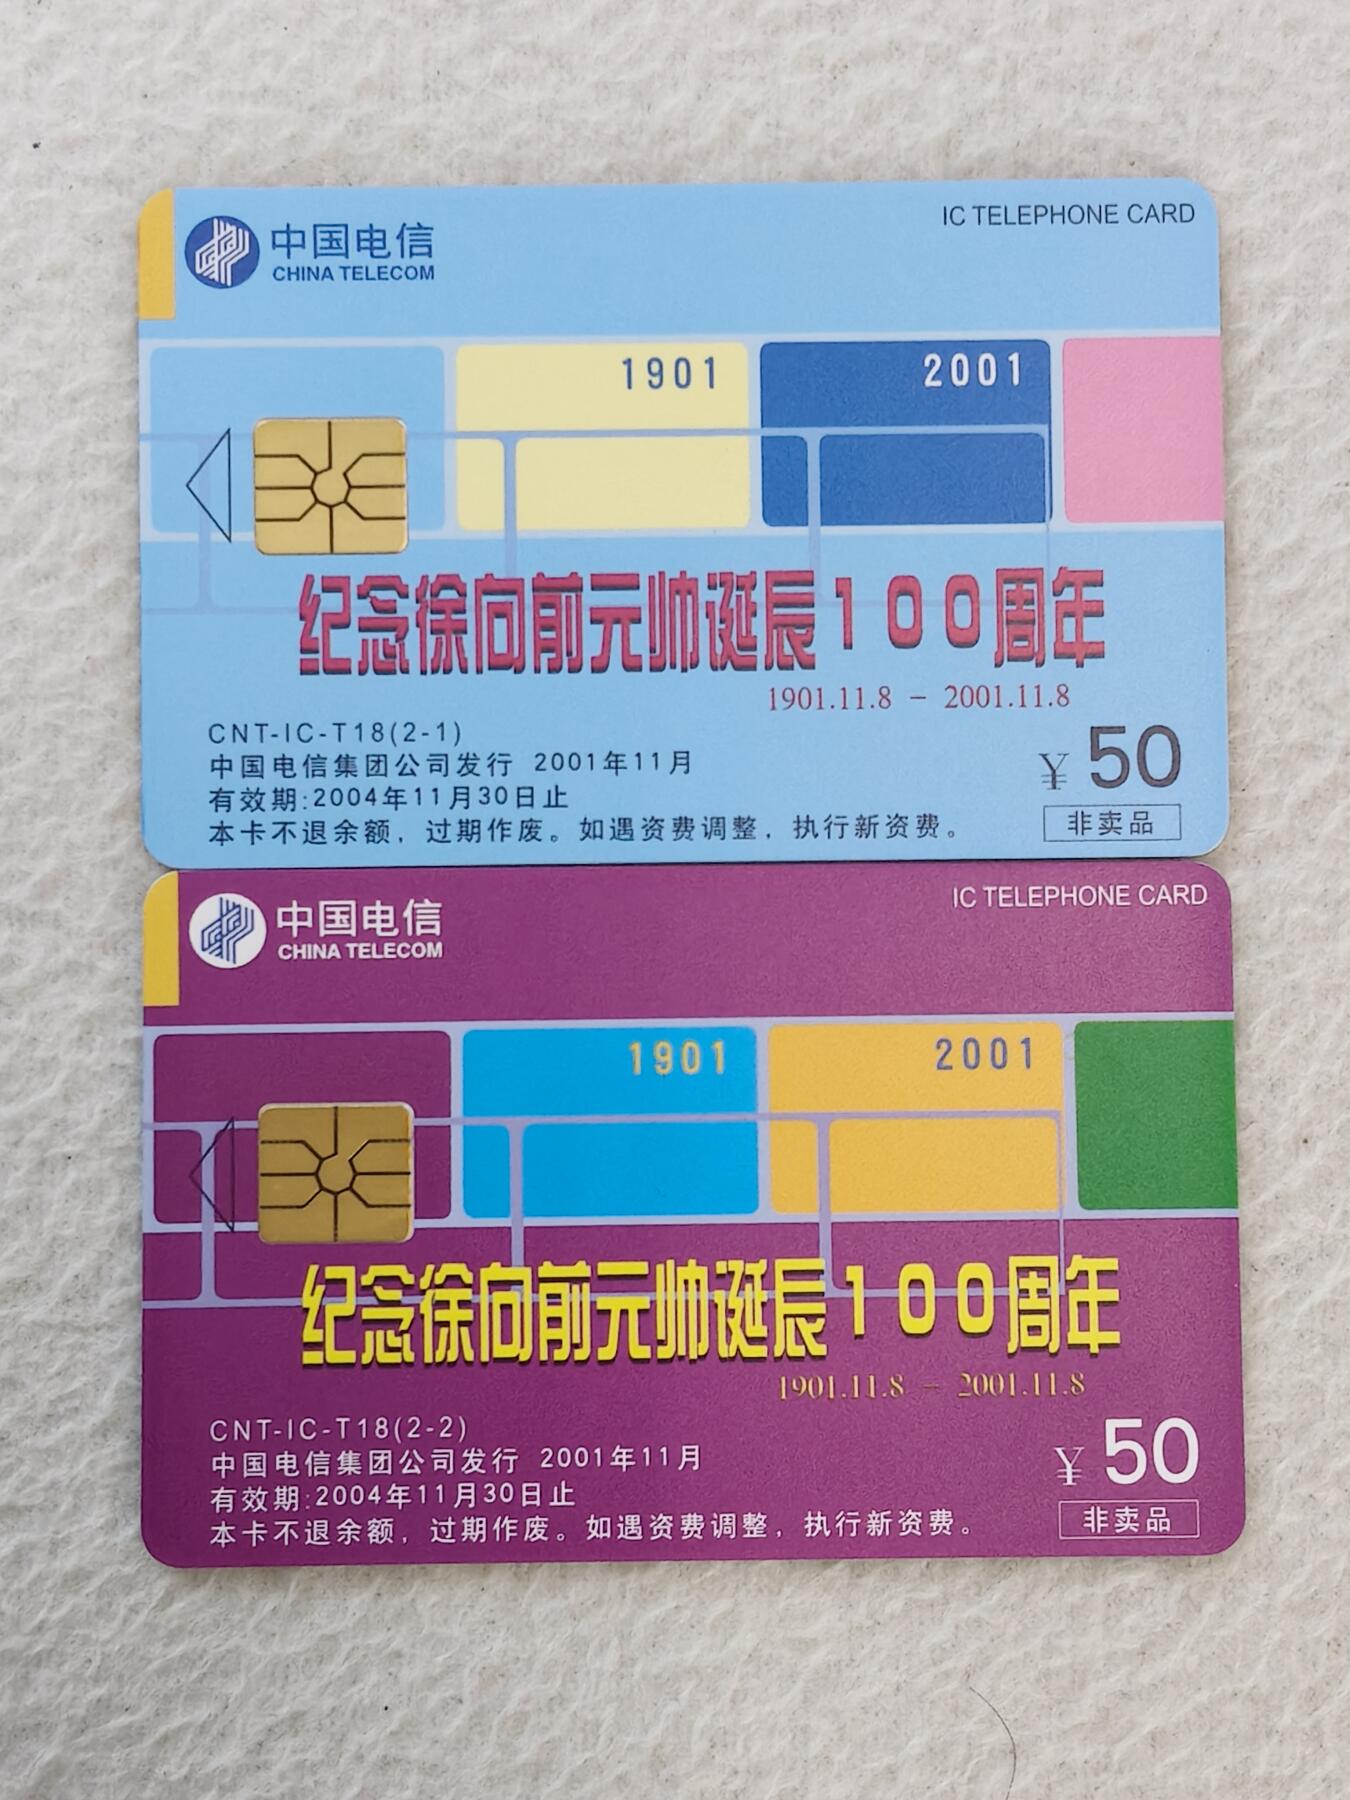 中国电信
CHINA TELECOM
IC TELEPHONE CARD
1901
2001
纪念徐向前元帅诞辰100周年
1901.11.8 - 2001.11.8
CNT-IC-T18(2-1)
中国电信集团公司发行 2001年11月
有效期:2004年11月30日止
本卡不退余额，过期作废。如遇资费调整，执行新资费。
¥ 50
非卖品
中国电信
CHINA TELECOM
IC TELEPHONE CARD
1901
2001
纪念徐向前元帅诞辰100周年
1901.11.8 - 2001.11.8
CNT-IC-T18(2-2)
中国电信集团公司发行 2001年11月
有效期:2004年11月30日止
本卡不退余额，过期作废。如遇资费调整，执行新资费。
¥ 50
非卖品